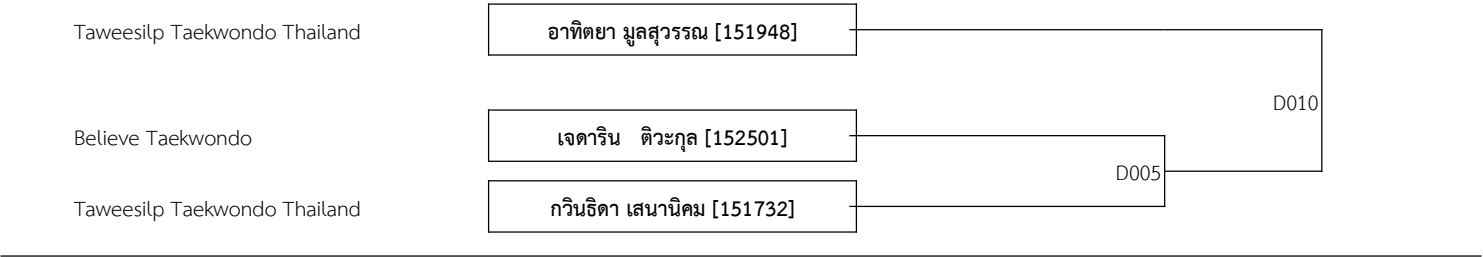 Taweesilp Taekwondo Thailand อาทิตยา มูลสุวรรณ [151948]
D010
Believe Taekwondo เจดาริน ติวะกุล [152501]
D005
Taweesilp Taekwondo Thailand กวินธิดา เสนานิคม [151732]